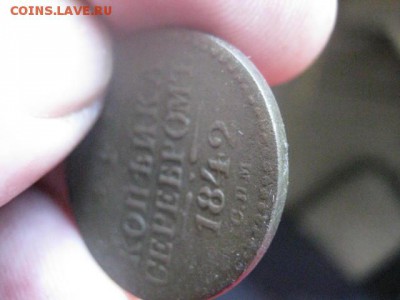 COINS.LAVE.RU
КОПѢЙКА
СЕРЕБРОМЪ
1842
С.П.М.